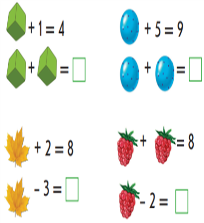 + 1 = 4
+ =
+ 5 = 9
+ =
+ 2 = 8
- 3 =
+ = 8
- 2 =